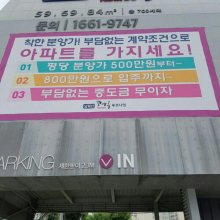 59.69.84㎡
문의 1661-9747
착한 분양가! 부담없는 계약조건으로
아파트를 가지세요!
01 평당 분양가 500만원부터~
02 800만원으로 입주까지~
03 부담없는 중도금 무이자
PARKING
IN